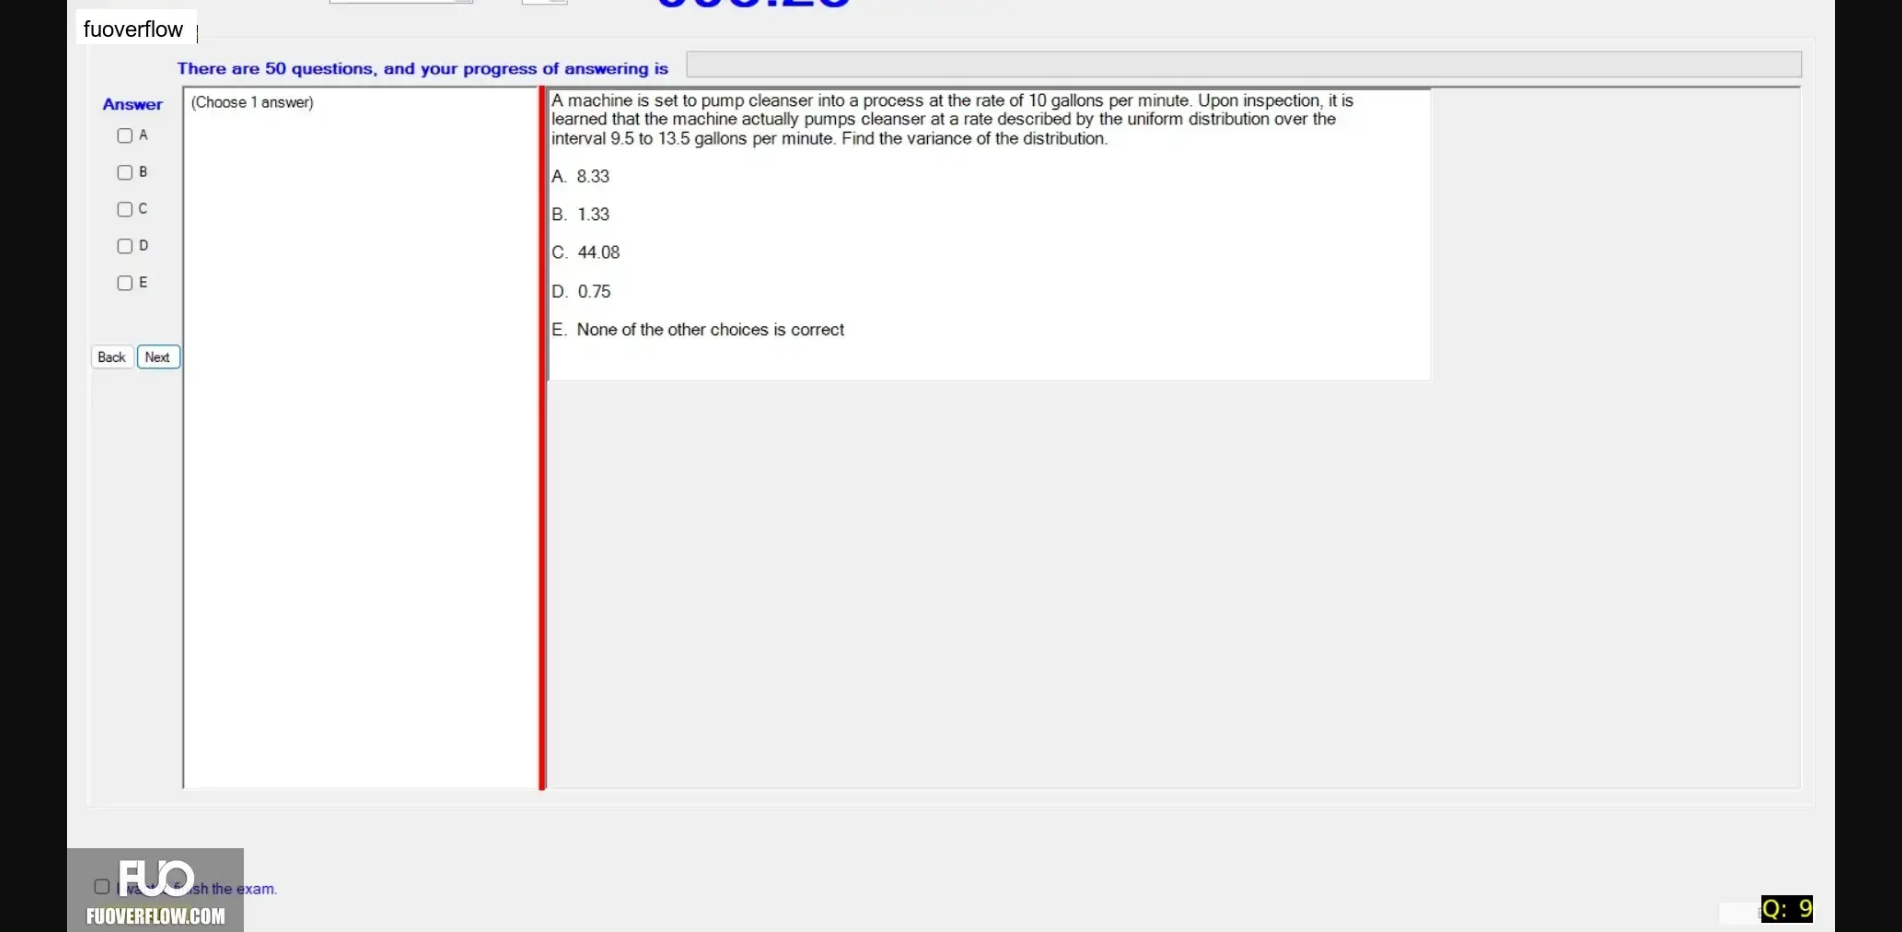 fuoverflow
There are 50 questions, and your progress of answering is
Answer
(Choose 1 answer)
A
B
C
D
E
Back Next
A machine is set to pump cleanser into a process at the rate of 10 gallons per minute. Upon inspection, it is
learned that the machine actually pumps cleanser at a rate described by the uniform distribution over the
interval 9.5 to 13.5 gallons per minute. Find the variance of the distribution.
A. 8.33
B. 1.33
C. 44.08
D. 0.75
E. None of the other choices is correct
FUO
sh the exam.
FUOVERFLOW.COM
Q: 9